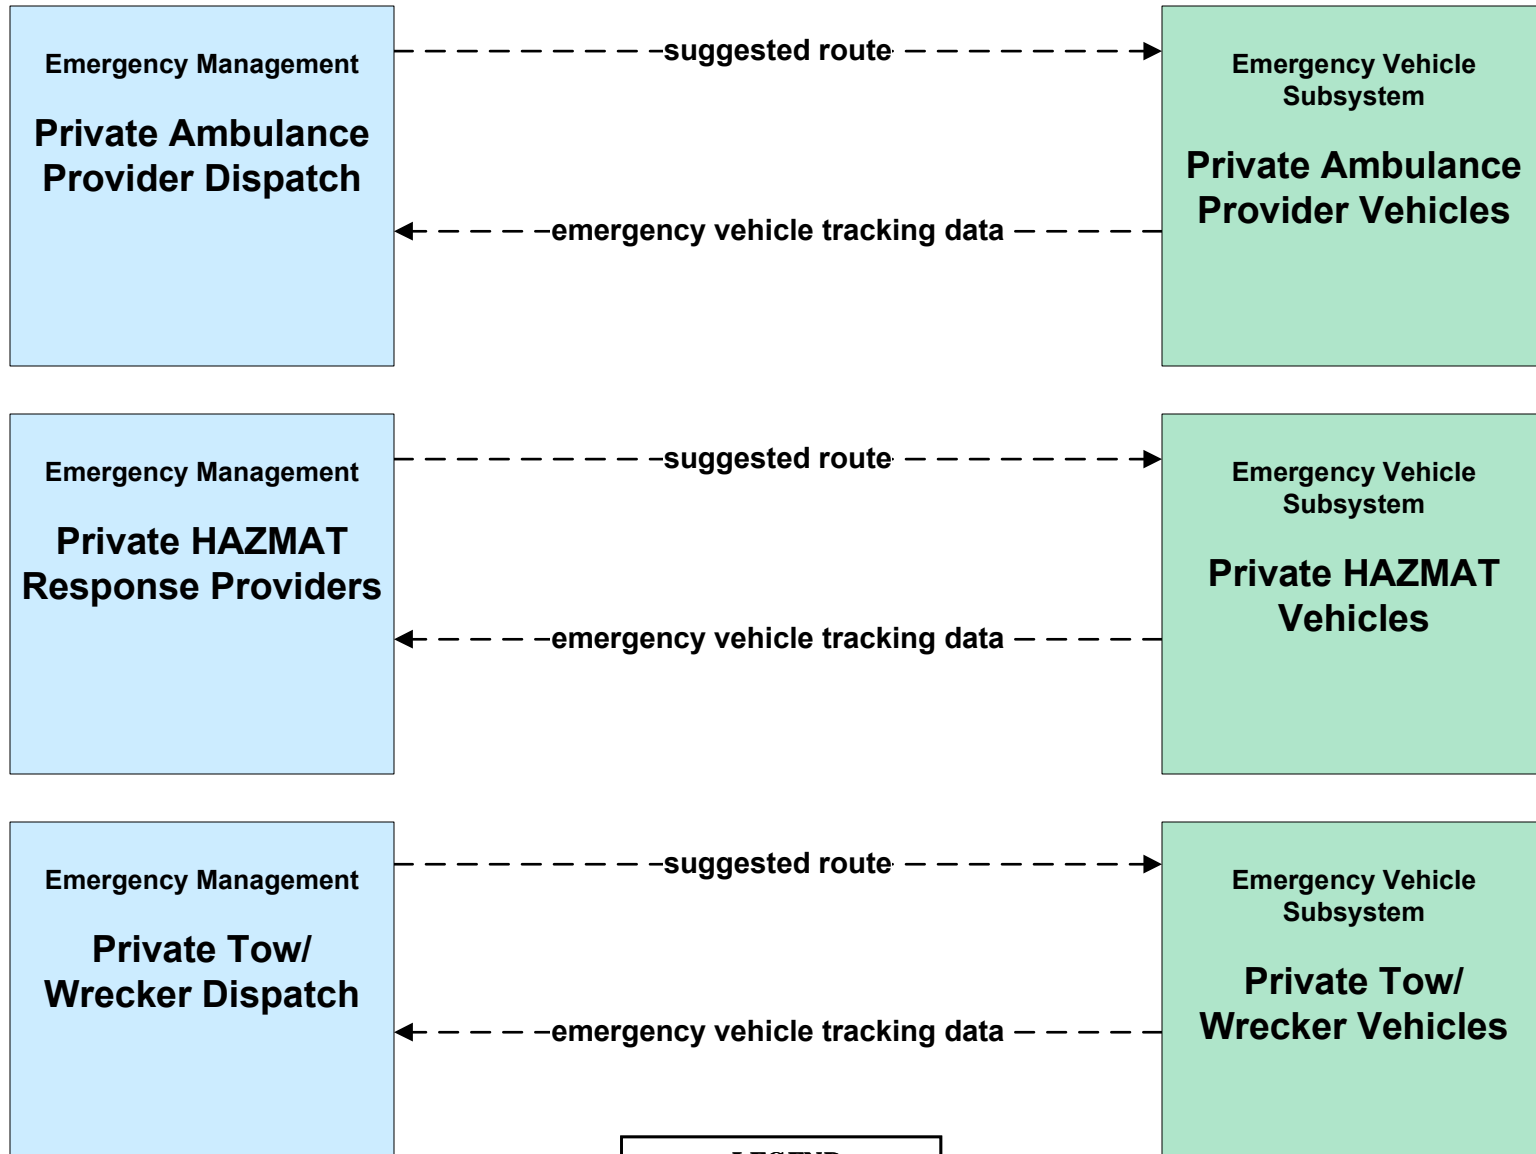 Emergency Management
Private Ambulance
Provider Dispatch
suggested route
emergency vehicle tracking data
Emergency Vehicle
Subsystem
Private Ambulance
Provider Vehicles
Emergency Management
Private HAZMAT
Response Providers
suggested route
emergency vehicle tracking data
Emergency Vehicle
Subsystem
Private HAZMAT
Vehicles
Emergency Management
Private Tow/
Wrecker Dispatch
suggested route
emergency vehicle tracking data
Emergency Vehicle
Subsystem
Private Tow/
Wrecker Vehicles
LEGEND